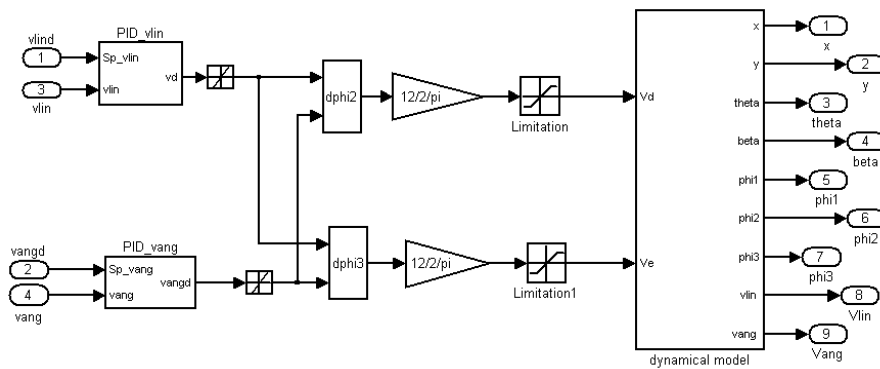 vlind
1
3
vlin
PID_vlin
Sp_vlin
vlin
vd
dphi2
12/2/pi
Limitation
vangd
2
4
vang
PID_vang
Sp_vang
vang
vangd
dphi3
12/2/pi
Limitation1
Vd
Ve
x
y
theta
beta
phi1
phi2
phi3
vlin
vang
dynamical model
1
x
2
y
3
theta
4
beta
5
phi1
6
phi2
7
phi3
8
Vlin
9
Vang